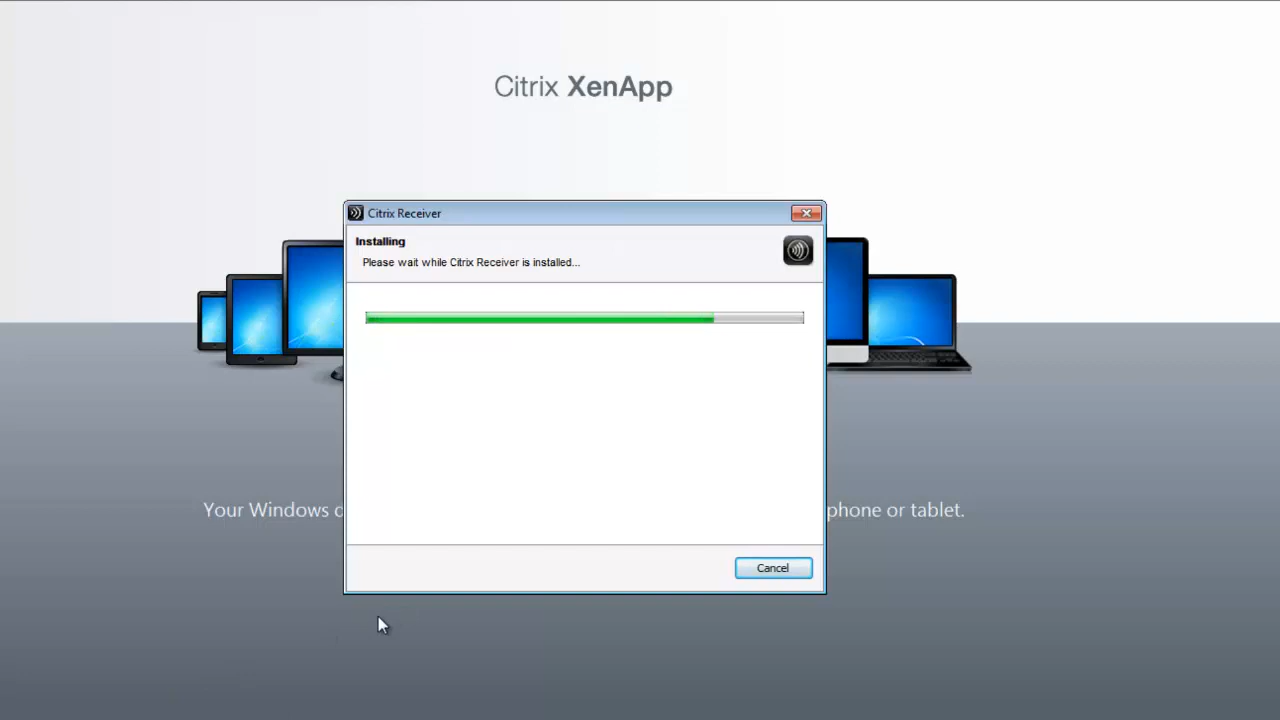 Citrix XenApp
Citrix Receiver
Installing
Please wait while Citrix Receiver is installed...
Your Windows
phone or tablet.
Cancel